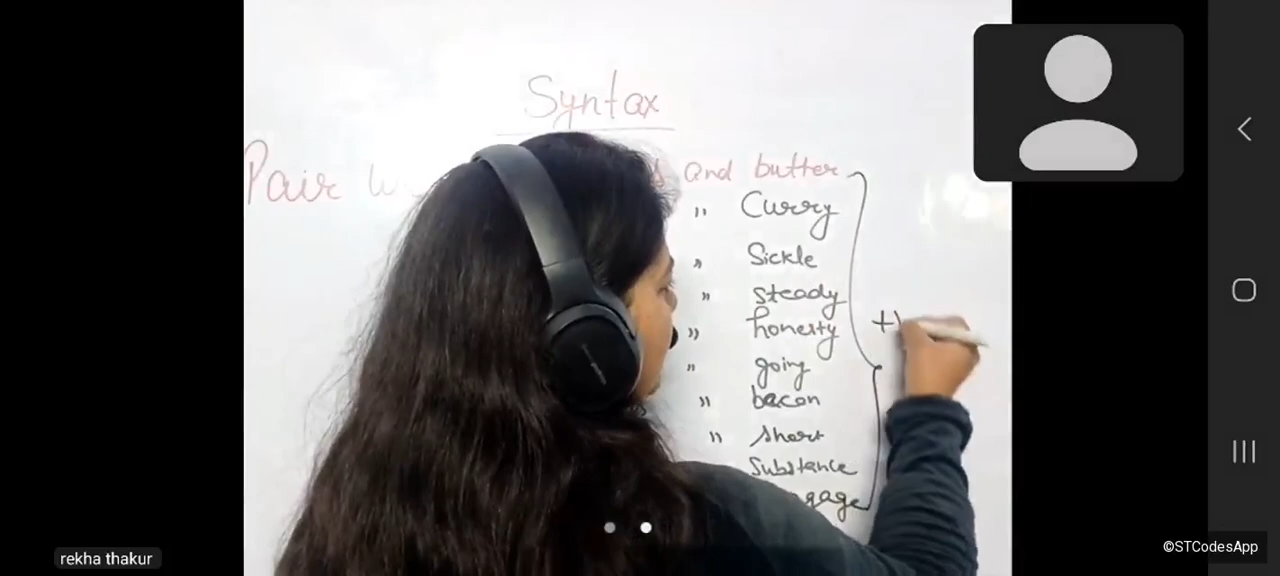 Syntax
Pair and butter
" Curry
" Sickle
" steady
" honesty
" going
" bacon
" short
Substance
rekha thakur
©STCodesApp